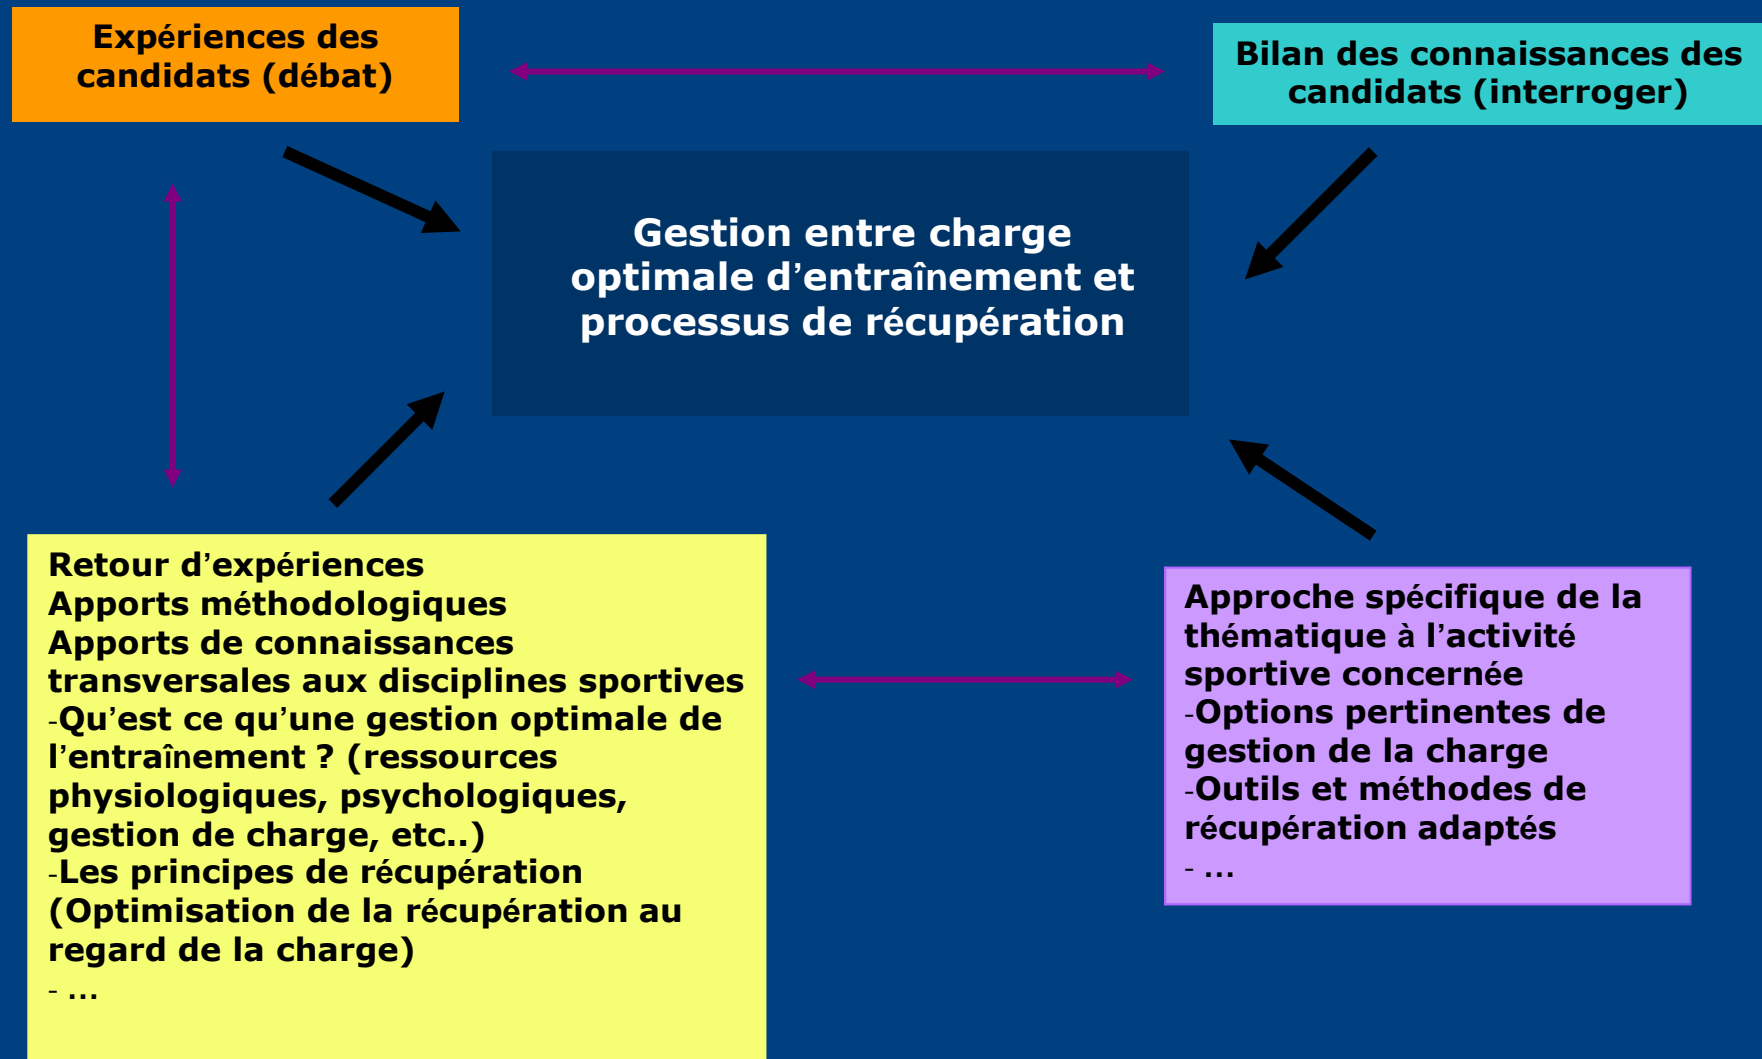 Expériences des
candidats (débat)
Bilan des connaissances des
candidats (interroger)
Gestion entre charge
optimale d’entraînement et
processus de récupération
Retour d’expériences
Apports méthodologiques
Apports de connaissances
transversales aux disciplines sportives
-Qu’est ce qu’une gestion optimale de
l’entraînement ? (ressources
physiologiques, psychologiques,
gestion de charge, etc..)
-Les principes de récupération
(Optimisation de la récupération au
regard de la charge)
- ...
Approche spécifique de la
thématique à l’activité
sportive concernée
-Options pertinentes de
gestion de la charge
-Outils et méthodes de
récupération adaptés
- ...